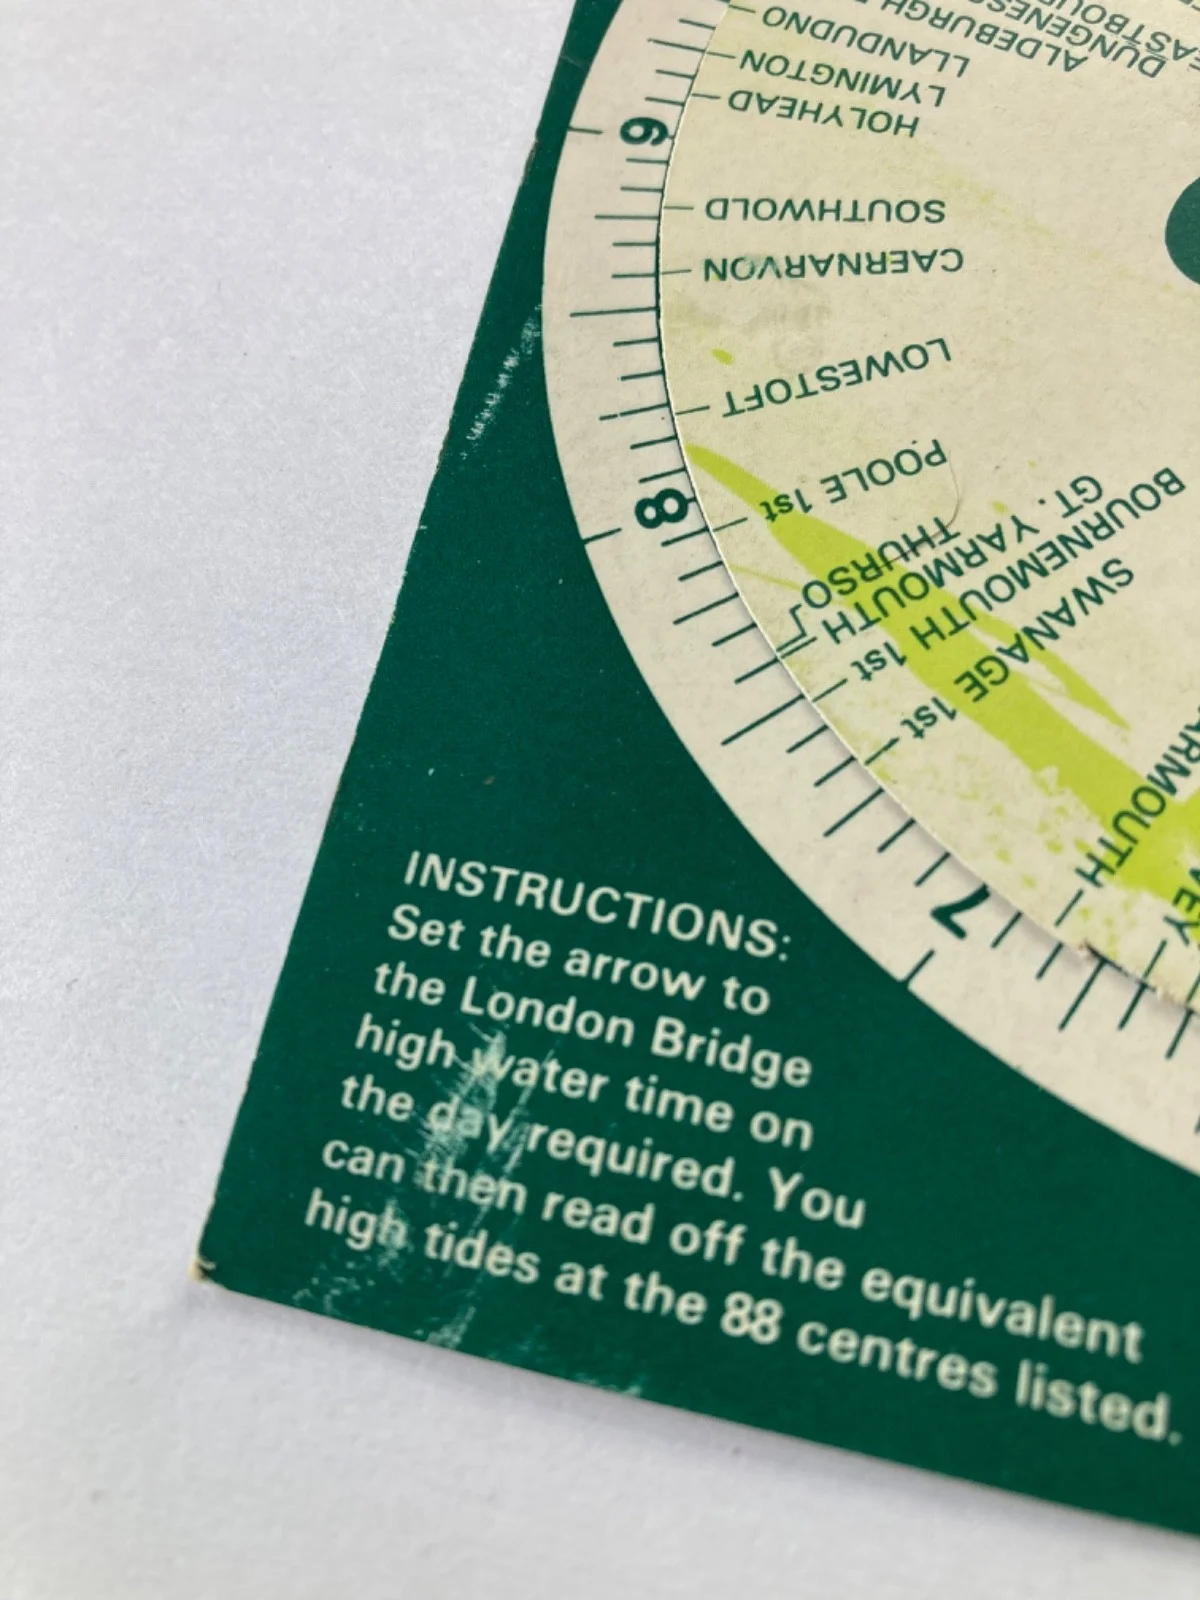 LLANDUDNO
ALDEBURGH
DUNGENESS
LYMINGTON
HOLYHEAD
9
SOUTHWOLD
CAERNARVON
LOWESTOFT
POOLE 1st
8
THURSO
GT. YARMOUTH
BOURNEMOUTH 1st
SWANAGE 1st
7
INSTRUCTIONS:
Set the arrow to
the London Bridge
high water time on
the day required. You
can then read off the equivalent
high tides at the 88 centres listed.